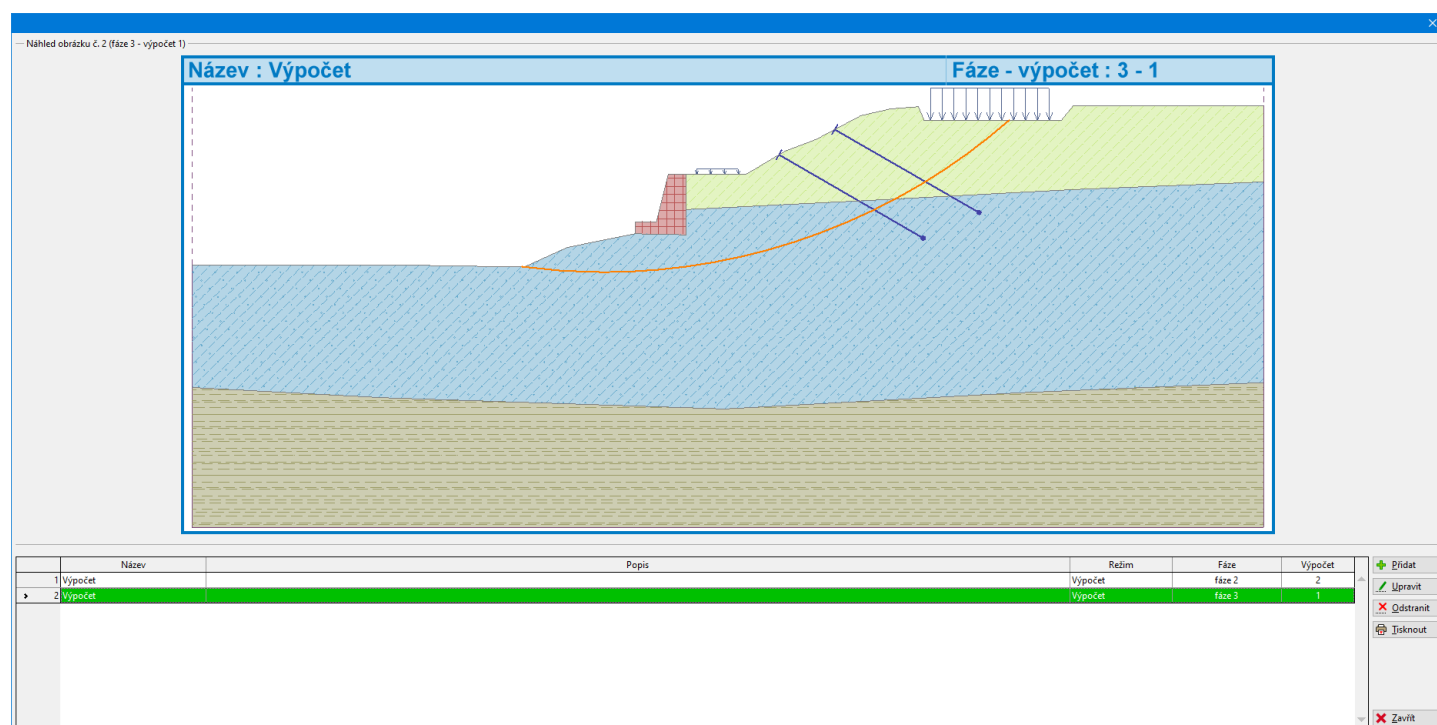 Náhled obrázku č. 2 (fáze 3 - výpočet 1)
Název : Výpočet Fáze - výpočet : 3 - 1
Název Popis Režim Fáze Výpočet
1 Výpočet Výpočet fáze 2 2
2 Výpočet Výpočet fáze 3 1
Přidat
Upravit
Odstranit
Tisknout
Zavřít